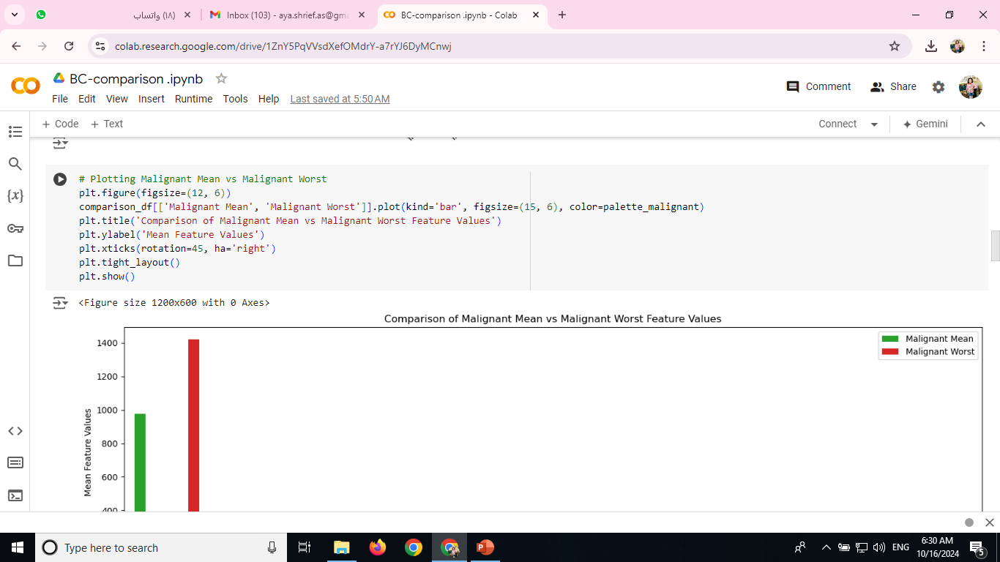 (١٨) واتساب
Inbox (103) - aya.shrief.as@gma
BC-comparison .ipynb - Colab
colab.research.google.com/drive/1ZnY5PqVVsdXefOMdrY-a7rYJ6DyMCnwj
BC-comparison .ipynb
Comment
Share
File Edit View Insert Runtime Tools Help Last saved at 5:50 AM
+ Code + Text
Connect
Gemini
# Plotting Malignant Mean vs Malignant Worst
plt.figure(figsize=(12, 6))
comparison_df[['Malignant Mean', 'Malignant Worst']].plot(kind='bar', figsize=(15, 6), color=palette_malignant)
plt.title('Comparison of Malignant Mean vs Malignant Worst Feature Values')
plt.ylabel('Mean Feature Values')
plt.xticks(rotation=45, ha='right')
plt.tight_layout()
plt.show()
<Figure size 1200x600 with 0 Axes>
Comparison of Malignant Mean vs Malignant Worst Feature Values
Malignant Mean
Malignant Worst
1400
1200
1000
800
600
400
Mean Feature Values
Type here to search
ENG
6:30 AM
10/16/2024
5